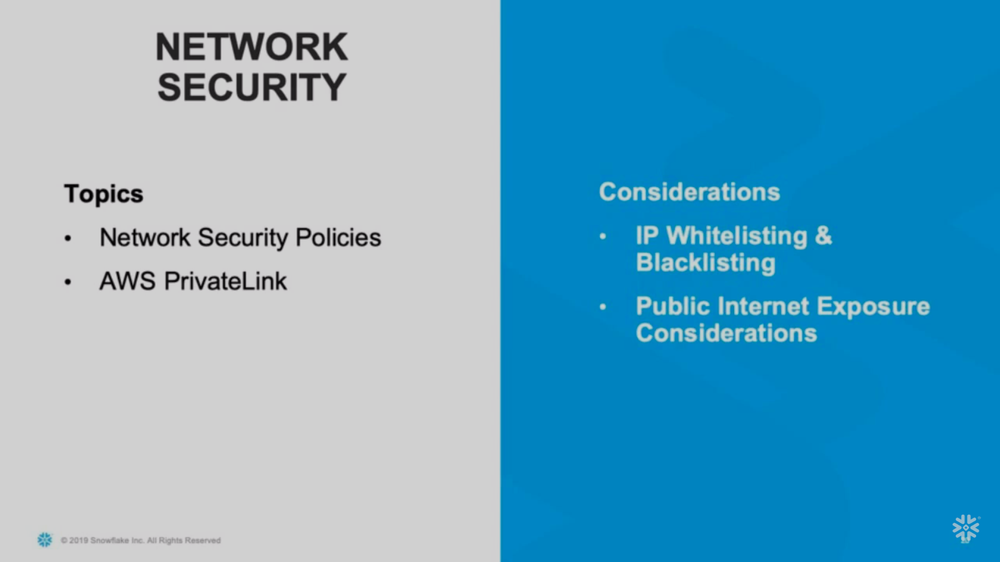 NETWORK
SECURITY
Topics
• Network Security Policies
• AWS PrivateLink
Considerations
• IP Whitelisting &
Blacklisting
• Public Internet Exposure
Considerations
© 2019 Snowflake Inc. All Rights Reserved